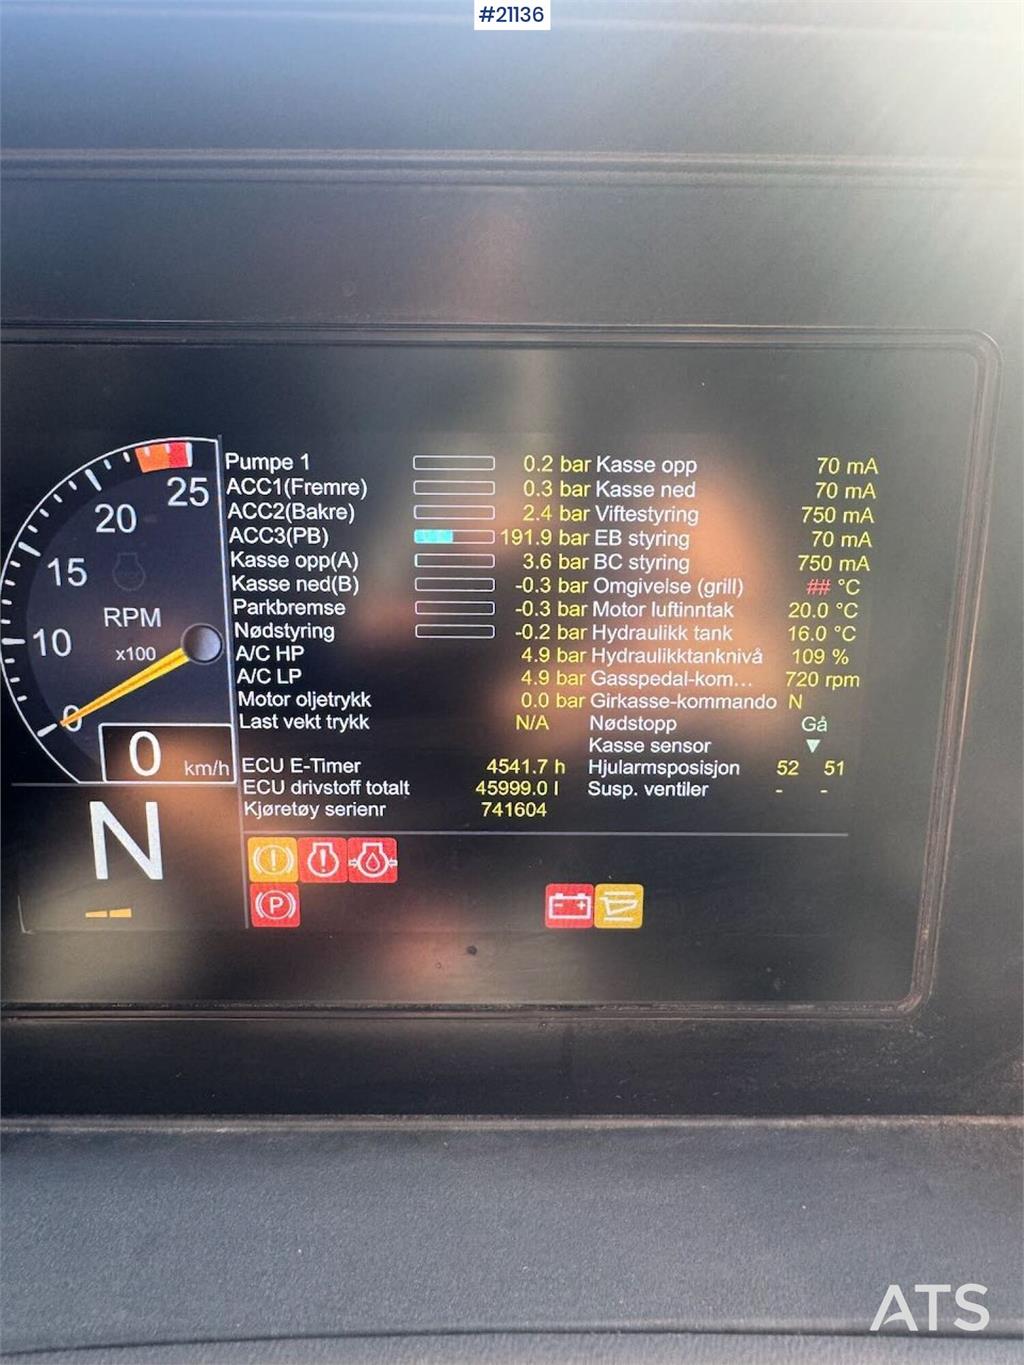 #21136
Pumpe 1 0.2 bar Kasse opp 70 mA
ACC1(Fremre) 0.3 bar Kasse ned 70 mA
ACC2(Bakre) 2.4 bar Viftestyring 750 mA
ACC3(PB) 191.9 bar EB styring 70 mA
Kasse opp(A) 3.6 bar BC styring 750 mA
Kasse ned(B) -0.3 bar Omgivelse (grill) ## °C
Parkbremse -0.3 bar Motor luftinntak 20.0 °C
Nødstyring -0.2 bar Hydraulikk tank 16.0 °C
A/C HP 4.9 bar Hydraulikktanknivå 109 %
A/C LP 4.9 bar Gasspedal-kom... 720 rpm
Motor oljetrykk 0.0 bar Girkasse-kommando N
Last vekt trykk N/A Nødstopp Gå
Kasse sensor ▼
ECU E-Timer 4541.7 h Hjularmsposisjon 52 51
ECU drivstoff totalt 45999.0 l Susp. ventiler - -
Kjøretøy serienr 741604
25
20
15
10
0
RPM
x100
0 km/h
N
P
ATS